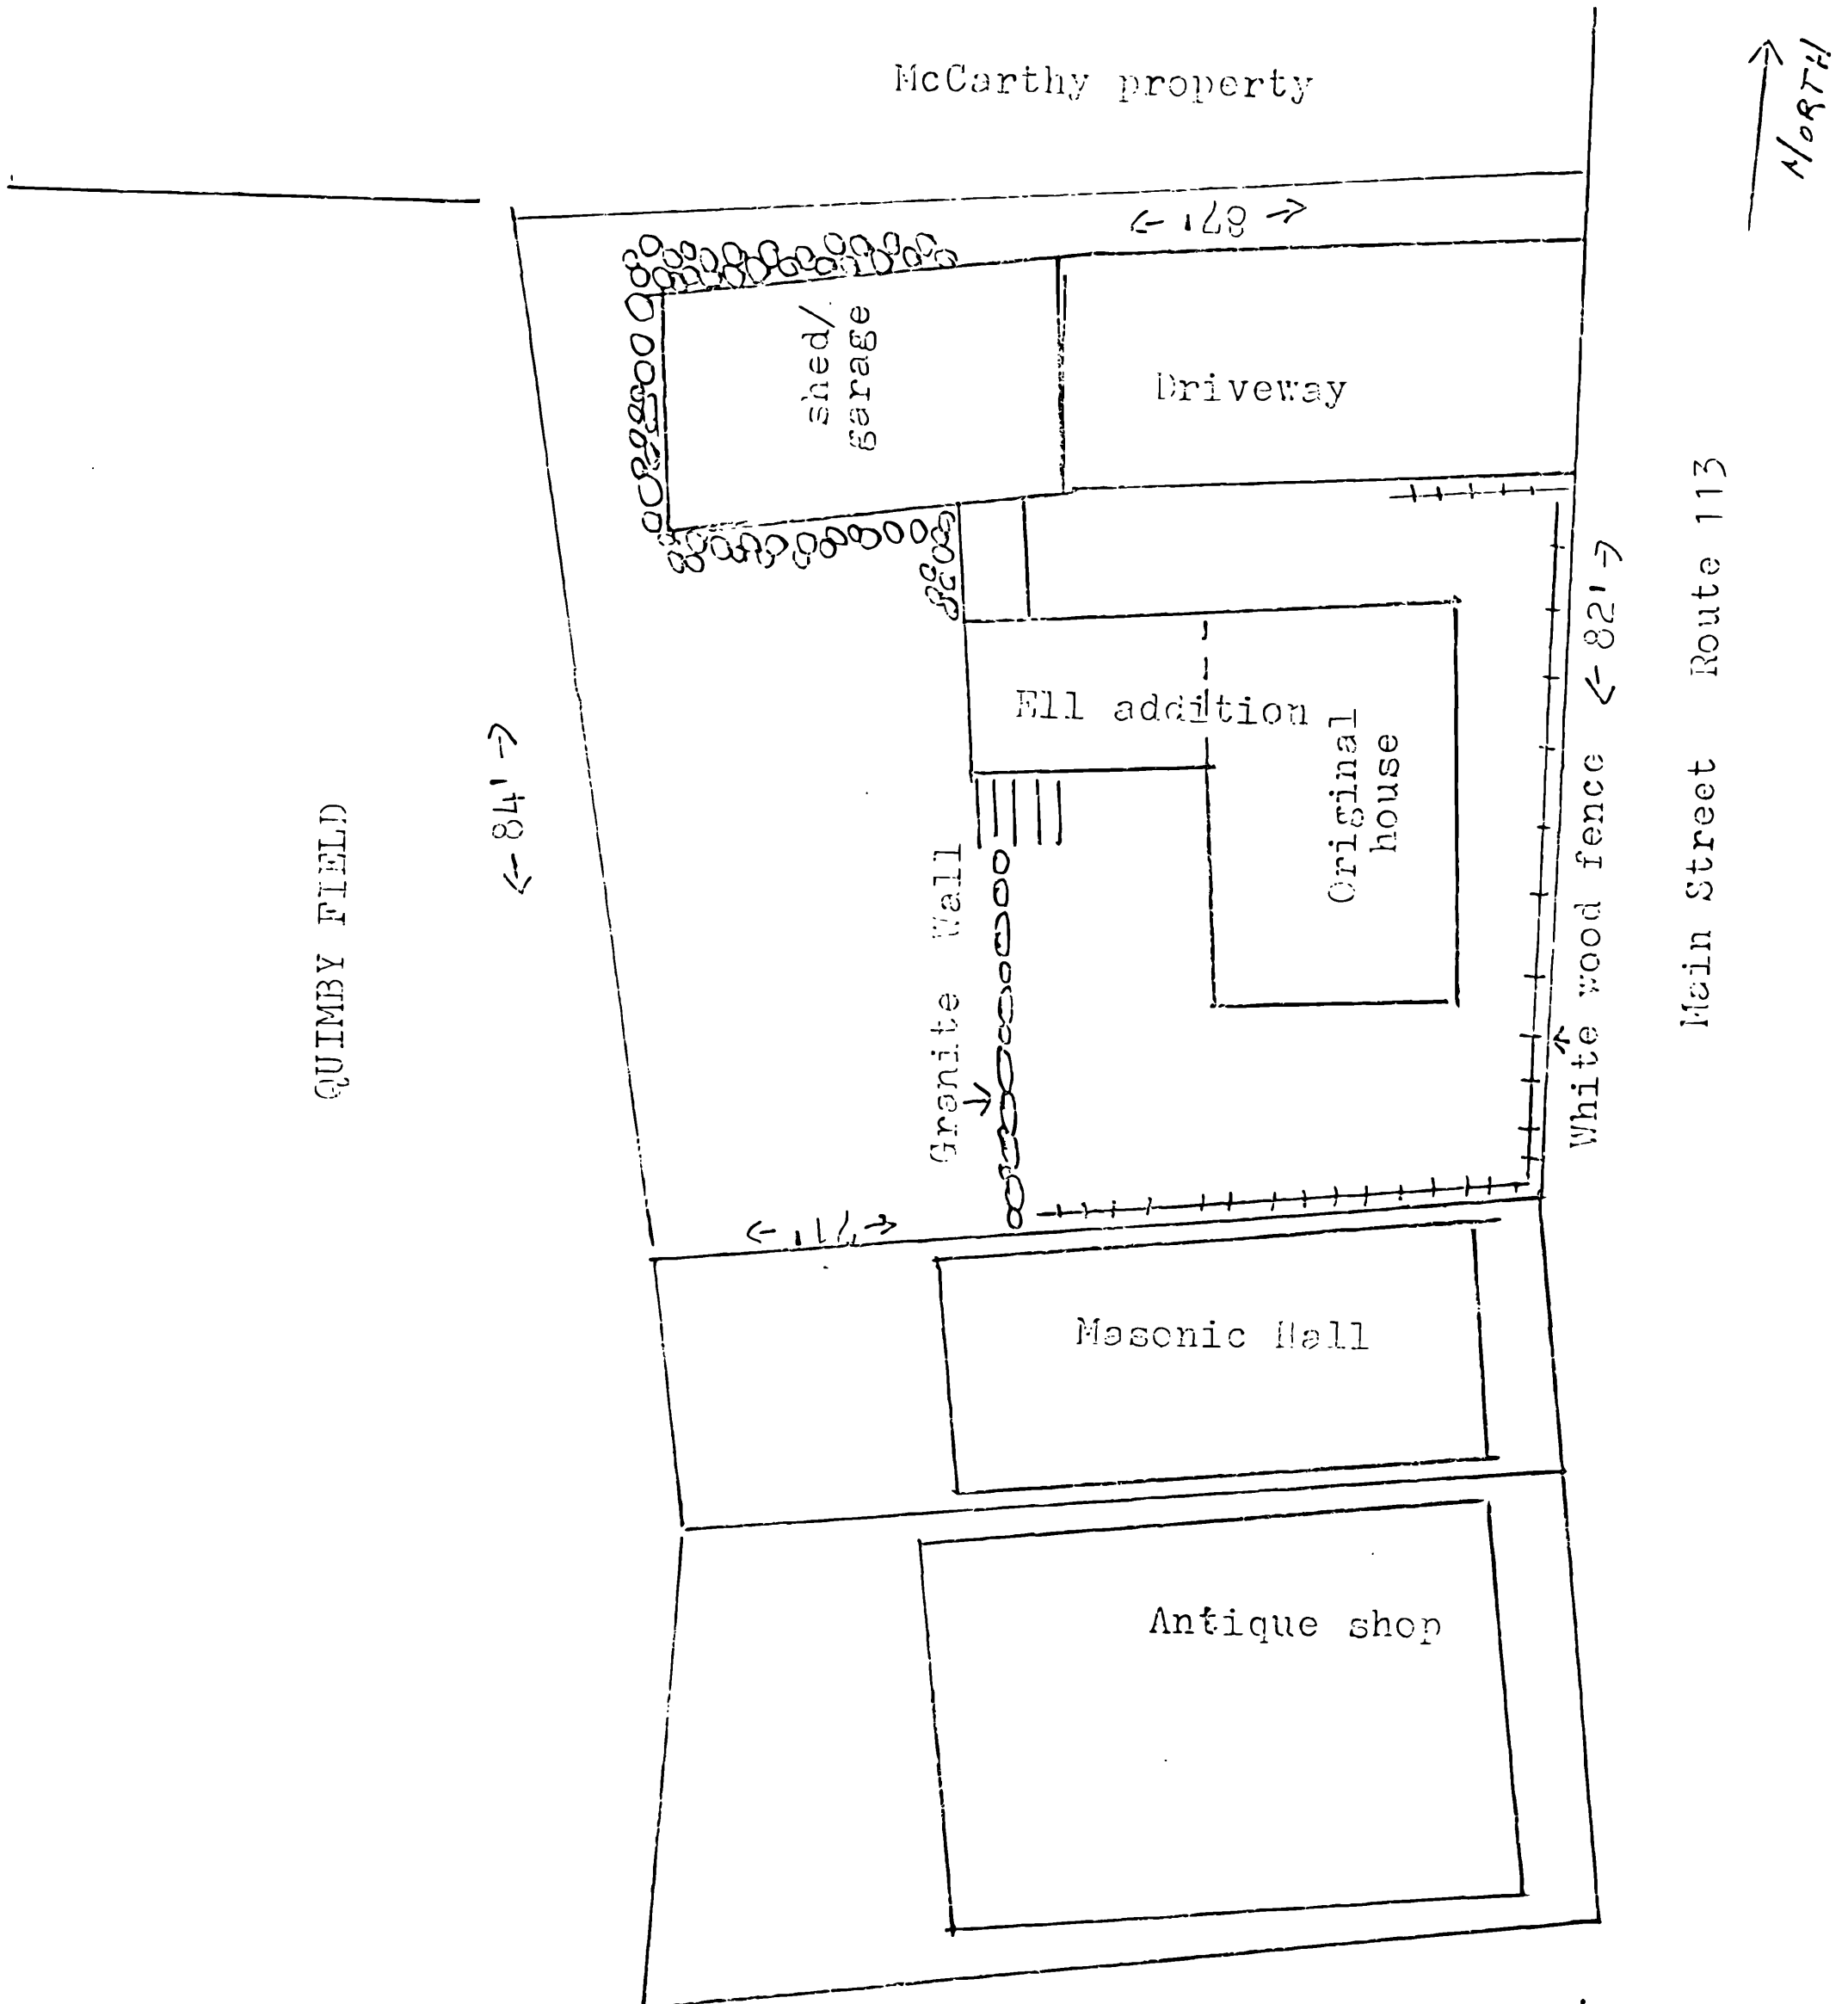 McCarthy property
NORTH
87'
shed/
garage
Driveway
Main Street Route 113
82'
White wood fence
Ell addition
Original
house
84'
QUIMBY FIELD
Granite Wall
71'
Masonic Hall
Antique shop